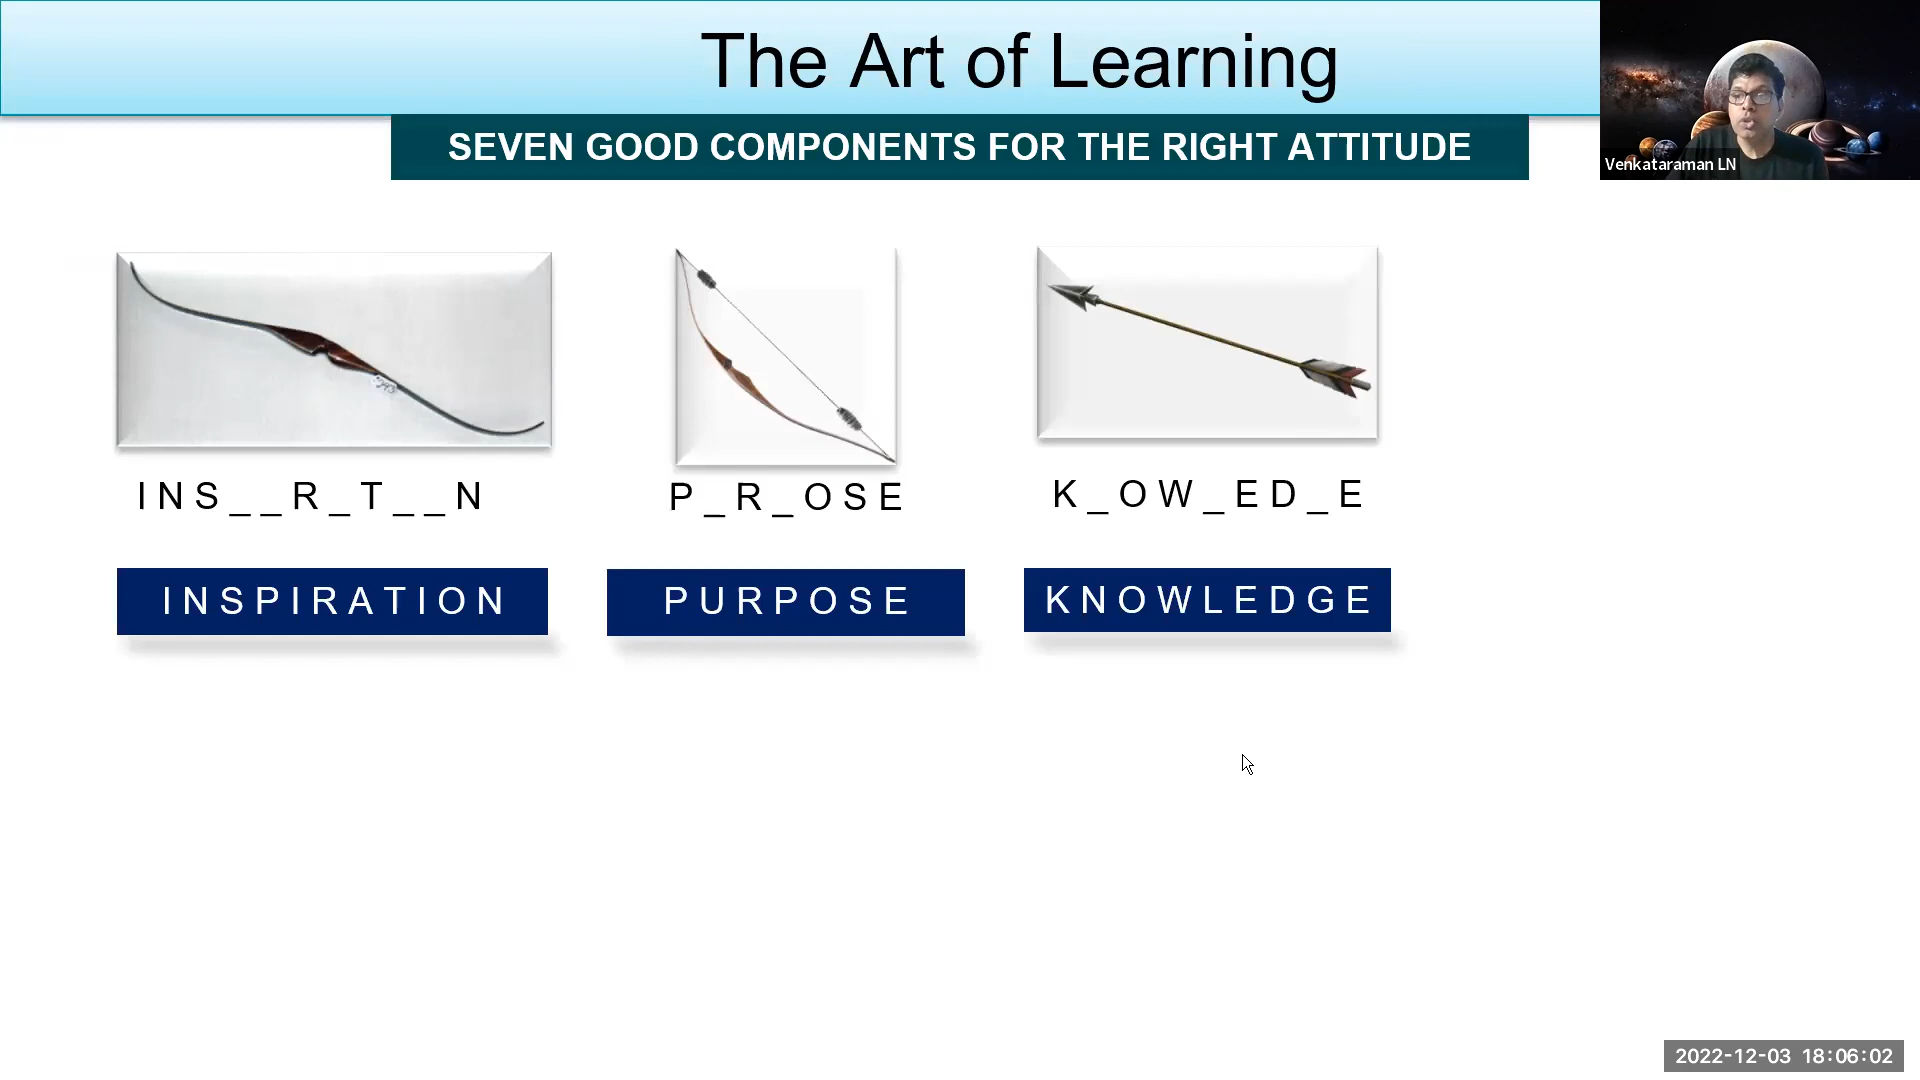 The Art of Learning
SEVEN GOOD COMPONENTS FOR THE RIGHT ATTITUDE
Venkataraman LN
I N S _ _ R _ T _ _ N
P _ R _ O S E
K _ O W _ E D _ E
I N S P I R A T I O N
P U R P O S E
K N O W L E D G E
2022-12-03 18:06:02